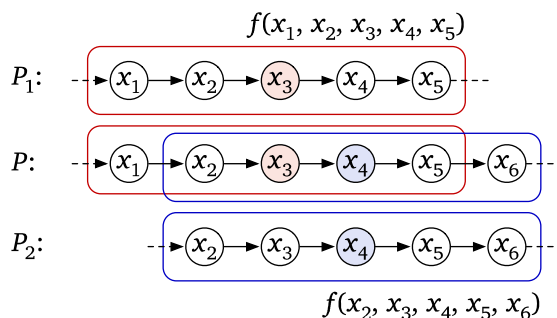 f(x₁, x₂, x₃, x₄, x₅)
P₁: x₁ x₂ x₃ x₄ x₅
P: x₁ x₂ x₃ x₄ x₅ x₆
P₂: x₂ x₃ x₄ x₅ x₆
f(x₂, x₃, x₄, x₅, x₆)